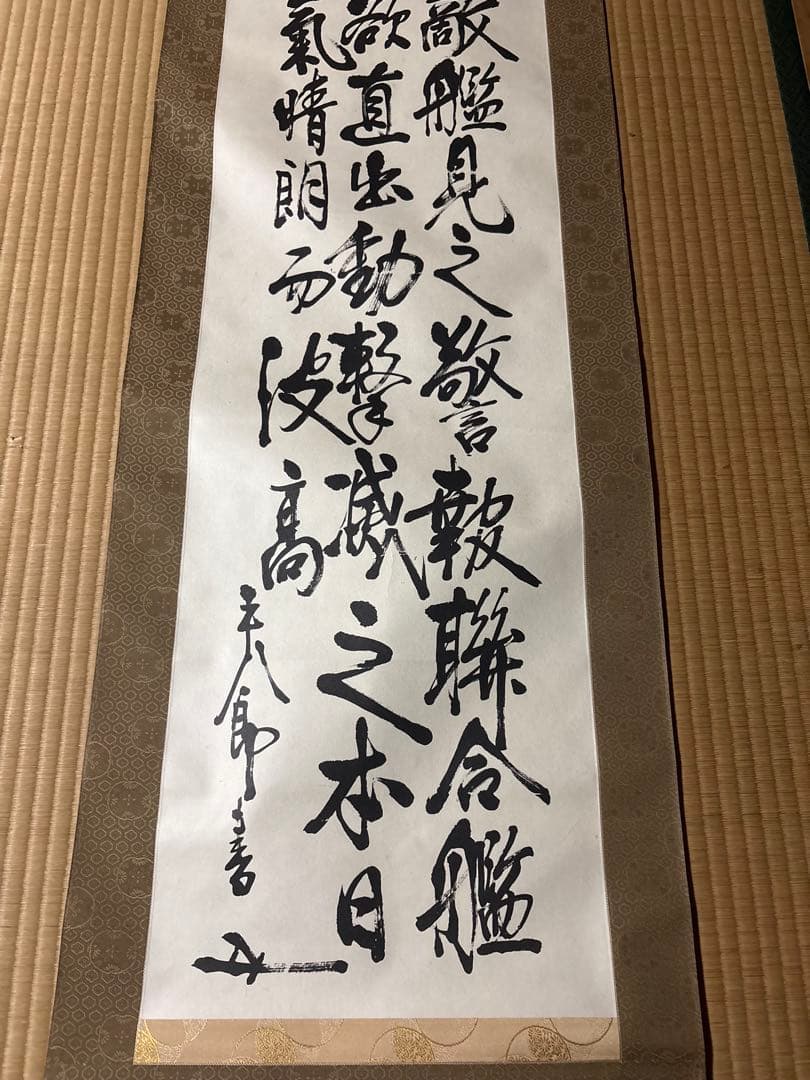 敵艦見之警報聯合艦
欲直出動撃滅之本日
氣晴朗而波高
平八郎書